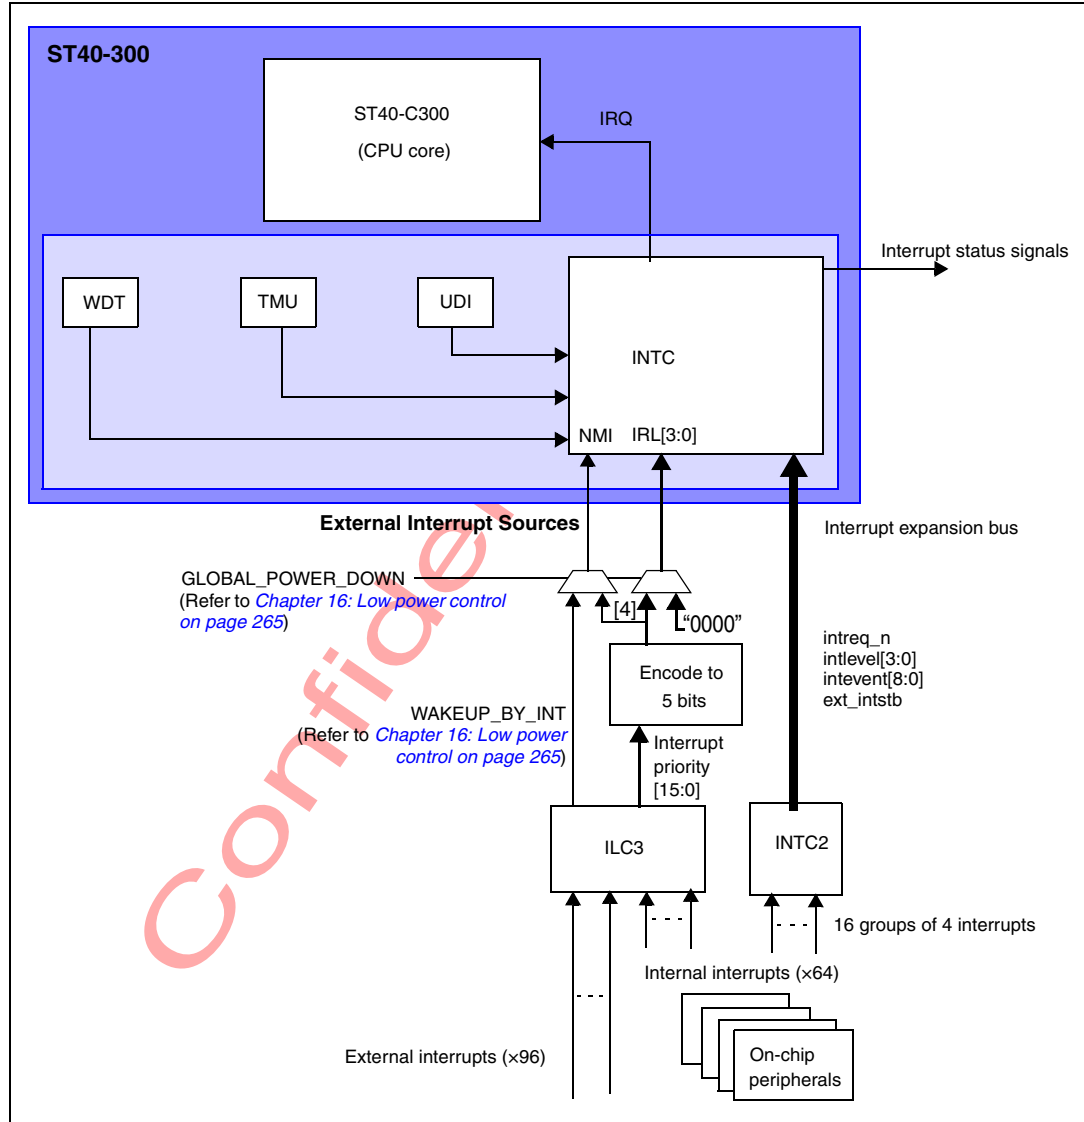 ST40-300
ST40-C300
(CPU core)
IRQ
Interrupt status signals
WDT
TMU
UDI
INTC
NMI
IRL[3:0]
External Interrupt Sources
Interrupt expansion bus
GLOBAL_POWER_DOWN
(Refer to Chapter 16: Low power control
on page 265)
[4]
"0000"
intreq_n
intlevel[3:0]
intevent[8:0]
ext_intstb
Encode to
5 bits
WAKEUP_BY_INT
(Refer to Chapter 16: Low power
control on page 265)
Interrupt
priority
[15:0]
ILC3
INTC2
16 groups of 4 interrupts
Internal interrupts (×64)
External interrupts (×96)
On-chip
peripherals